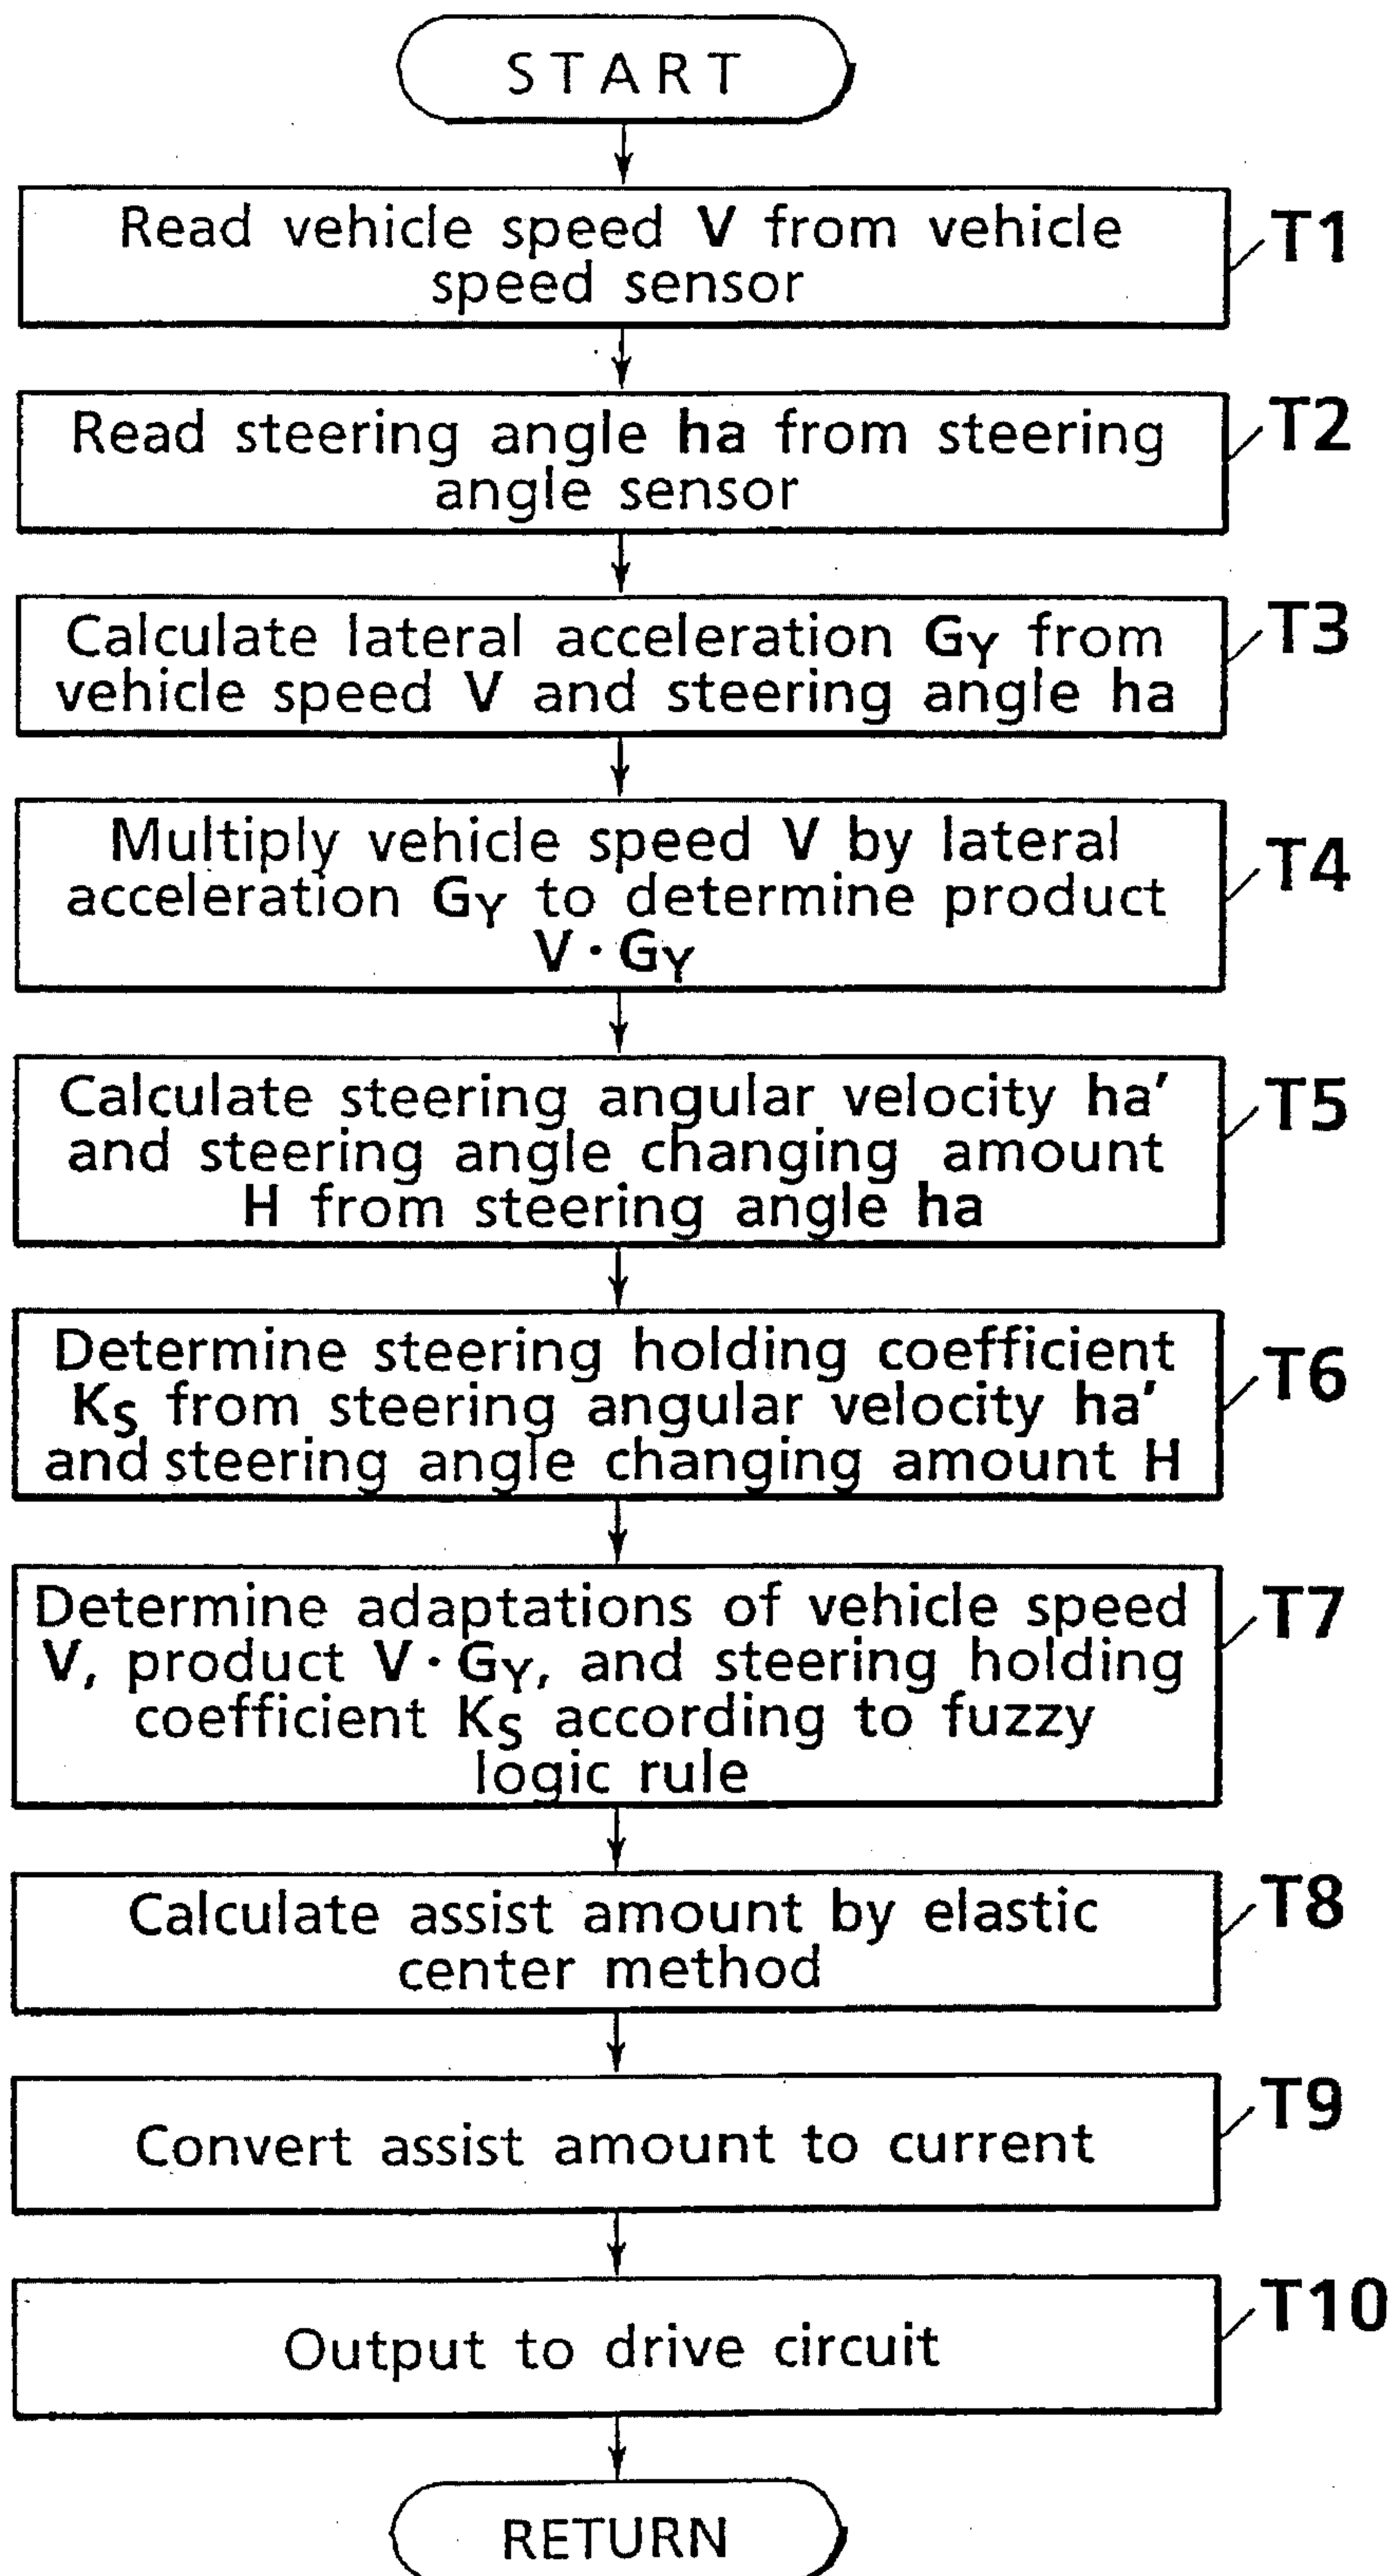 START
Read vehicle speed V from vehicle
speed sensor
T1
Read steering angle ha from steering
angle sensor
T2
Calculate lateral acceleration GY from
vehicle speed V and steering angle ha
T3
Multiply vehicle speed V by lateral
acceleration GY to determine product
V·GY
T4
Calculate steering angular velocity ha′
and steering angle changing amount
H from steering angle ha
T5
Determine steering holding coefficient
KS from steering angular velocity ha′
and steering angle changing amount H
T6
Determine adaptations of vehicle speed
V, product V·GY, and steering holding
coefficient KS according to fuzzy
logic rule
T7
Calculate assist amount by elastic
center method
T8
Convert assist amount to current
T9
Output to drive circuit
T10
RETURN